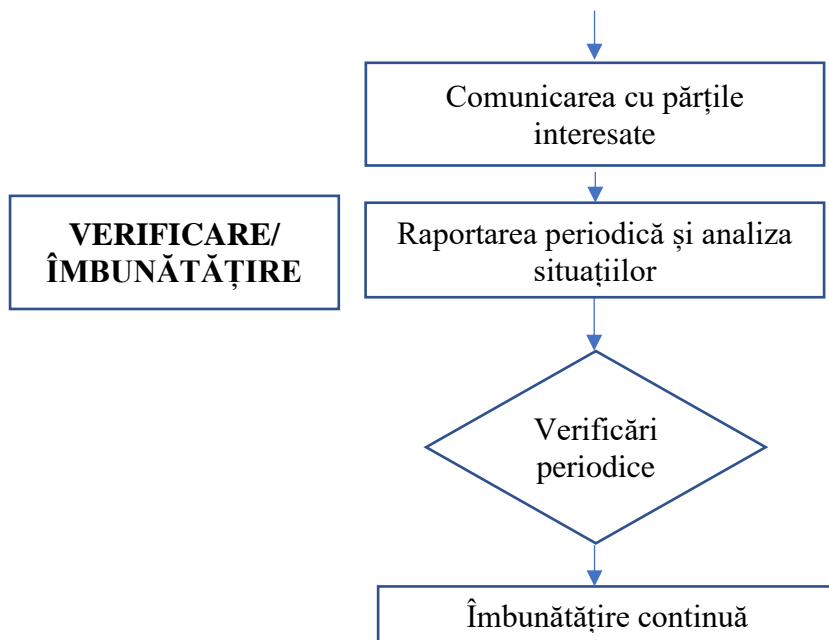 Comunicarea cu părțile
interesate
VERIFICARE/
ÎMBUNĂTĂȚIRE
Raportarea periodică și analiza
situațiilor
Verificări
periodice
Îmbunătățire continuă